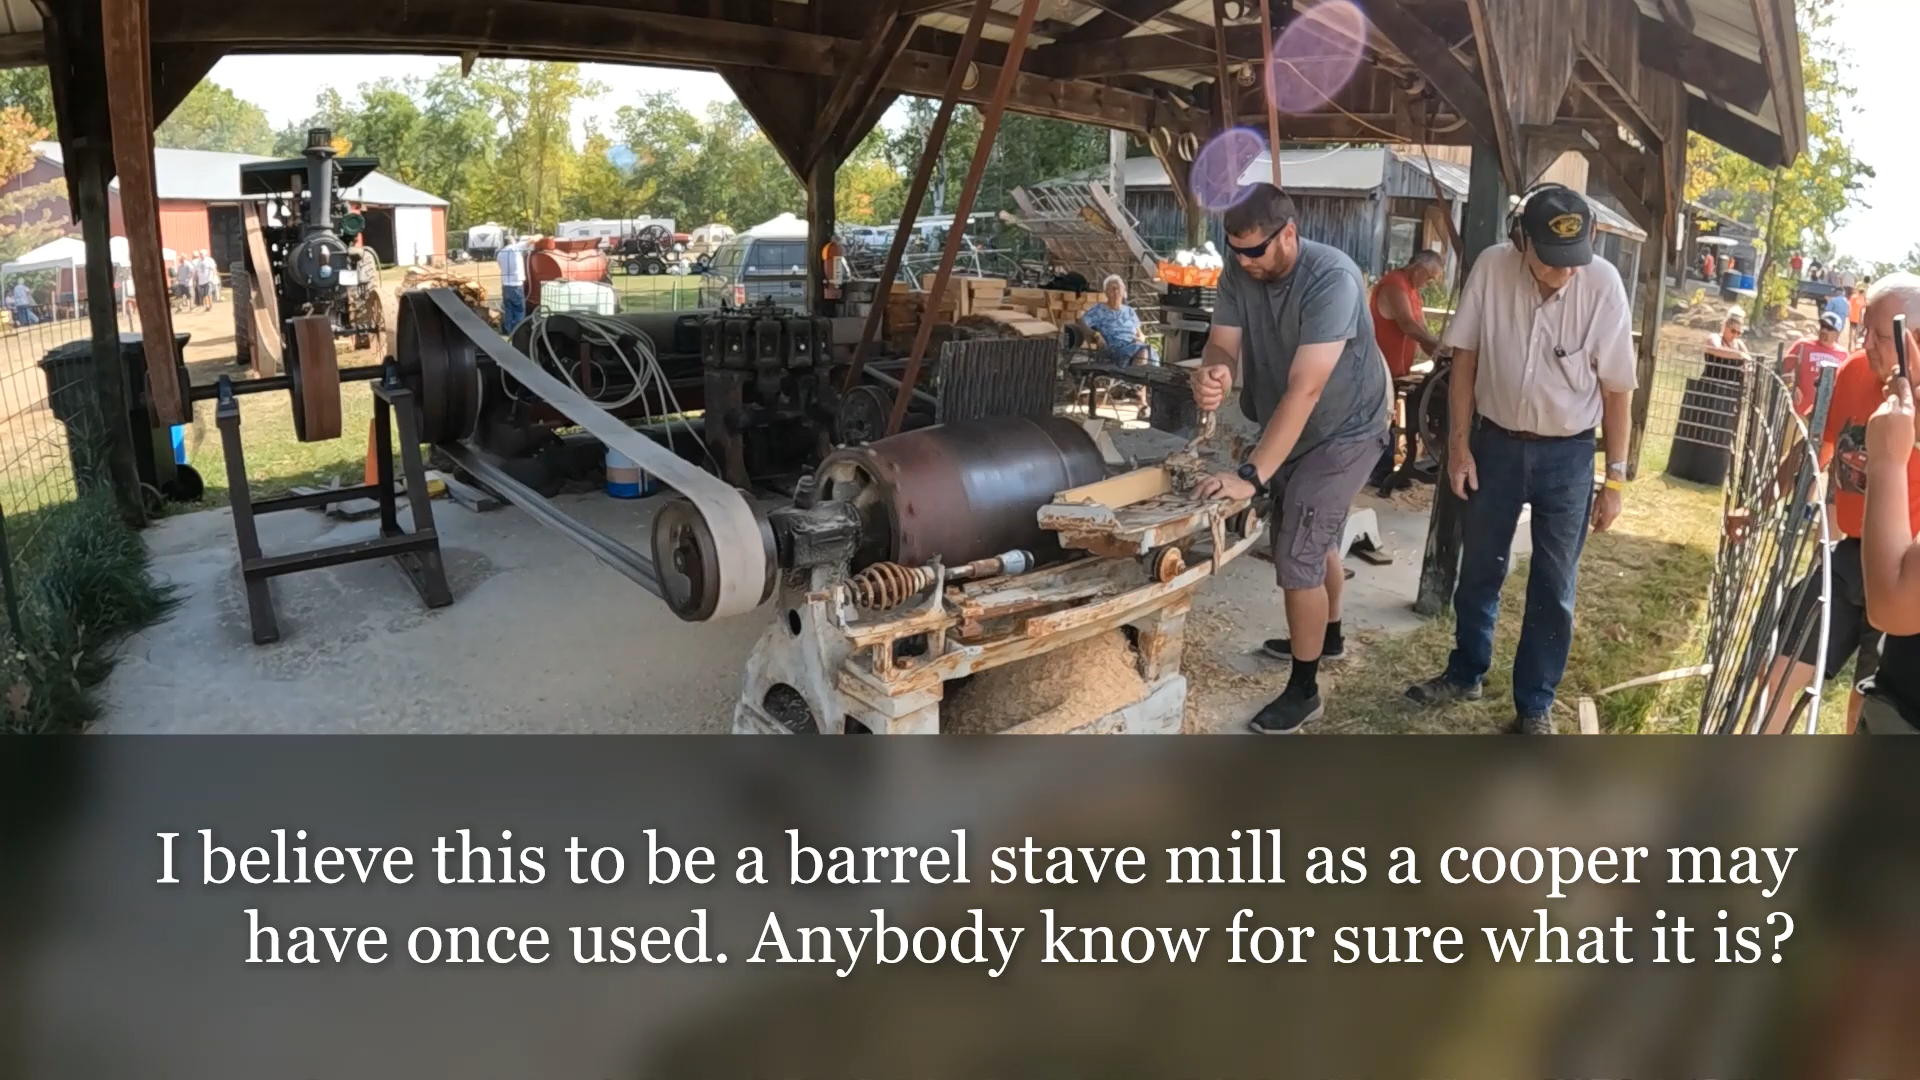 I believe this to be a barrel stave mill as a cooper may
have once used. Anybody know for sure what it is?